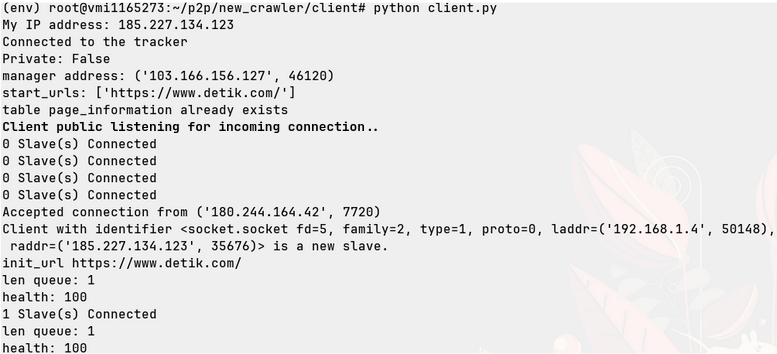 (env) root@vmi1165273:~/p2p/new_crawler/client# python client.py
My IP address: 185.227.134.123
Connected to the tracker
Private: False
manager address: ('103.166.156.127', 46120)
start_urls: ['https://www.detik.com/']
table page_information already exists
Client public listening for incoming connection..
0 Slave(s) Connected
0 Slave(s) Connected
0 Slave(s) Connected
0 Slave(s) Connected
Accepted connection from ('180.244.164.42', 7720)
Client with identifier <socket.socket fd=5, family=2, type=1, proto=0, laddr=('192.168.1.4', 50148),
 raddr=('185.227.134.123', 35676)> is a new slave.
init_url https://www.detik.com/
len queue: 1
health: 100
1 Slave(s) Connected
len queue: 1
health: 100